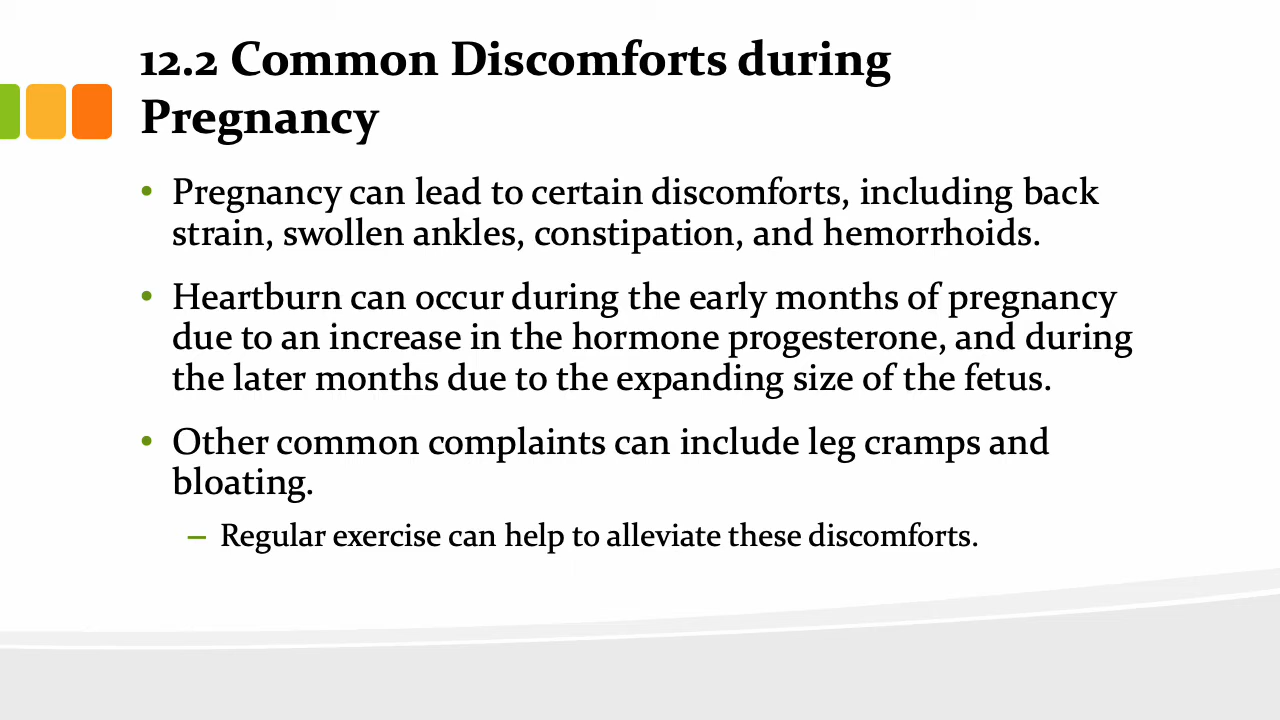 12.2 Common Discomforts during
Pregnancy
• Pregnancy can lead to certain discomforts, including back
strain, swollen ankles, constipation, and hemorrhoids.
• Heartburn can occur during the early months of pregnancy
due to an increase in the hormone progesterone, and during
the later months due to the expanding size of the fetus.
• Other common complaints can include leg cramps and
bloating.
– Regular exercise can help to alleviate these discomforts.